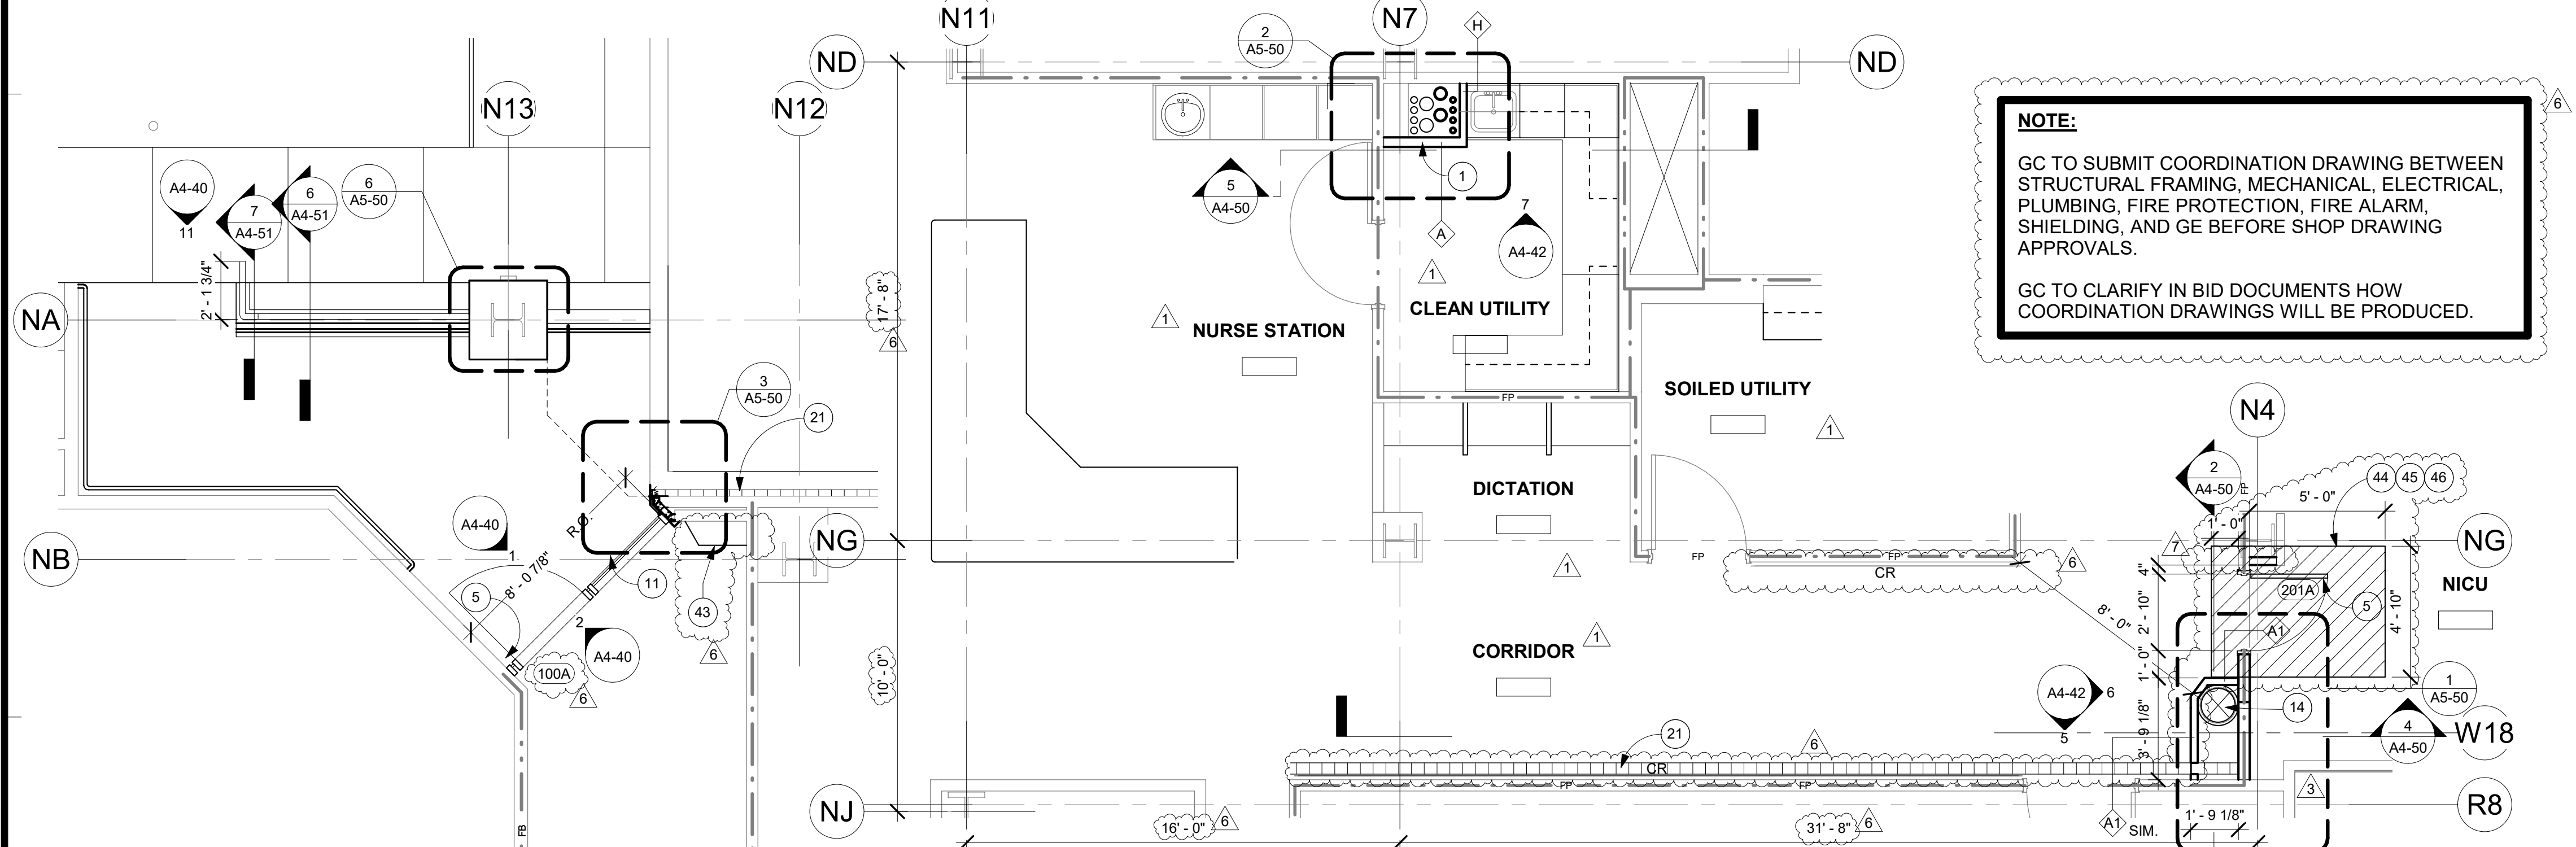 N11
N7
H
2
A5-50
ND
ND
N13
N12
6
NOTE:
GC TO SUBMIT COORDINATION DRAWING BETWEEN
STRUCTURAL FRAMING, MECHANICAL, ELECTRICAL,
PLUMBING, FIRE PROTECTION, FIRE ALARM,
SHIELDING, AND GE BEFORE SHOP DRAWING
APPROVALS.
GC TO CLARIFY IN BID DOCUMENTS HOW
COORDINATION DRAWINGS WILL BE PRODUCED.
A4-40
11
7
A4-51
6
A4-51
6
A5-50
5
A4-50
1
A
7
A4-42
1
2' - 1 3/4"
NA
17' - 8"
6
1
NURSE STATION
CLEAN UTILITY
3
A5-50
21
FP
SOILED UTILITY
1
N4
2
A4-50
FP
44
45
46
5' - 0"
DICTATION
A4-40
1
R.O.
NB
8' - 0 7/8"
5
11
43
NG
1
FP
FP
CR
6
1' - 0"
7
4"
NG
NICU
201A
5
2' - 10"
4' - 10"
8' - 0"
2
A4-40
6
100A
6
10' - 0"
CORRIDOR
1
A1
1' - 0"
1
A5-50
A4-42
6
5
14
4
A4-50
W18
3' - 9 1/8"
21
6
CR
FP
FP
3
NJ
R8
FB
16' - 0"
6
31' - 8"
6
A1
SIM.
1' - 9 1/8"